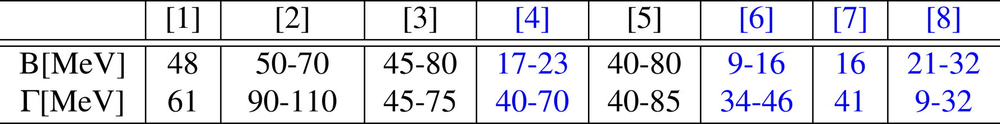 [1] [2] [3] [4] [5] [6] [7] [8]
B[MeV] 48 50-70 45-80 17-23 40-80 9-16 16 21-32
Γ[MeV] 61 90-110 45-75 40-70 40-85 34-46 41 9-32